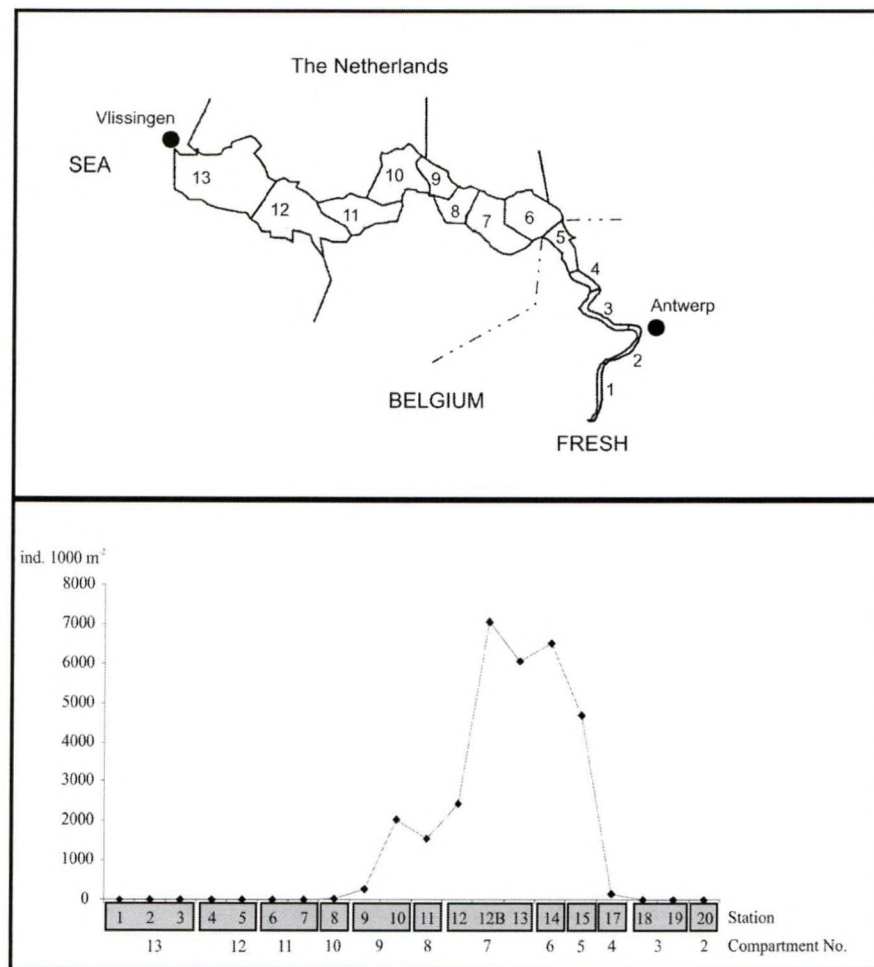 The Netherlands
Vlissingen
SEA
13
12
11
10
9
8
7
6
5
4
3
Antwerp
2
1
BELGIUM
FRESH
ind. 1000 m⁻²
8000
7000
6000
5000
4000
3000
2000
1000
0
1 2 3 4 5 6 7 8 9 10 11 12 12B 13 14 15 17 18 19 20 Station
13 12 11 10 9 8 7 6 5 4 3 2 Compartment No.